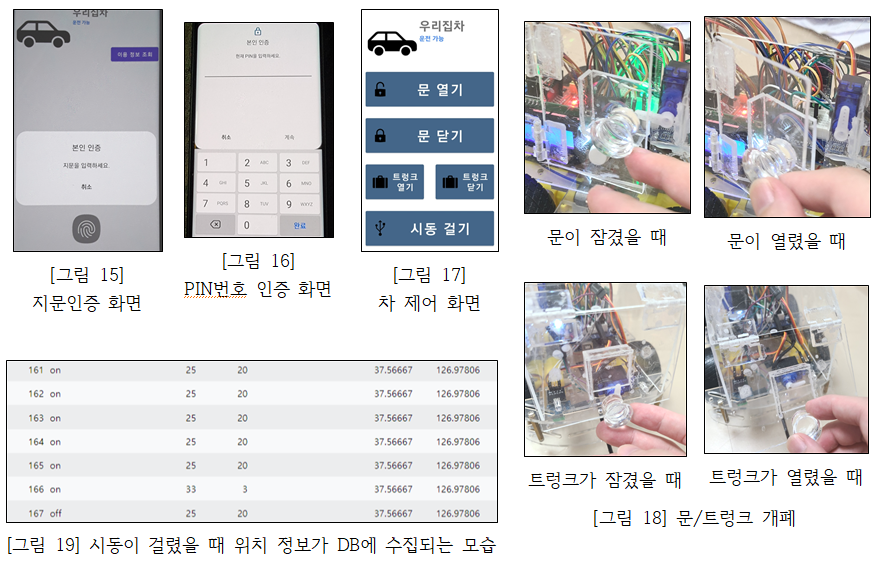 우리집차
운전 가능
이용 정보 조회
본인 인증
지문을 입력하세요.
취소
[그림 15]
지문인증 화면
본인 인증
현재 PIN을 입력하세요.
취소 계속
1 2 ABC 3 DEF
4 GHI 5 JKL 6 MNO
7 PQRS 8 TUV 9 WXYZ
0 완료
[그림 16]
PIN번호 인증 화면
우리집차
운전 가능
문 열기
문 닫기
트렁크 열기
트렁크 닫기
시동 걸기
[그림 17]
차 제어 화면
문이 잠겼을 때
문이 열렸을 때
트렁크가 잠겼을 때
트렁크가 열렸을 때
[그림 18] 문/트렁크 개폐
161 on 25 20 37.56667 126.97806
162 on 25 20 37.56667 126.97806
163 on 25 20 37.56667 126.97806
164 on 25 20 37.56667 126.97806
165 on 25 20 37.56667 126.97806
166 on 33 3 37.56667 126.97806
167 off 25 20 37.56667 126.97806
[그림 19] 시동이 걸렸을 때 위치 정보가 DB에 수집되는 모습